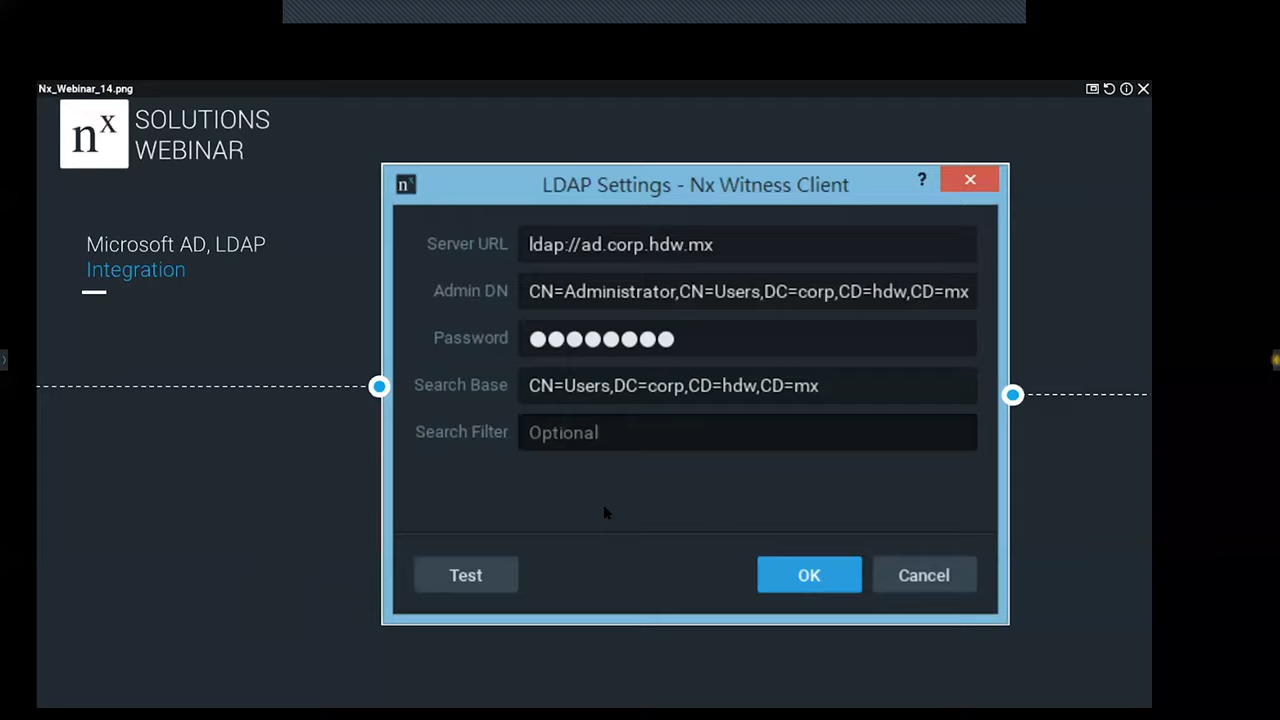 Nx_Webinar_14.png
nx SOLUTIONS
WEBINAR
Microsoft AD, LDAP
Integration
nx LDAP Settings - Nx Witness Client ?
Server URL ldap://ad.corp.hdw.mx
Admin DN CN=Administrator,CN=Users,DC=corp,CD=hdw,CD=mx
Password ●●●●●●●●
Search Base CN=Users,DC=corp,CD=hdw,CD=mx
Search Filter Optional
Test OK Cancel